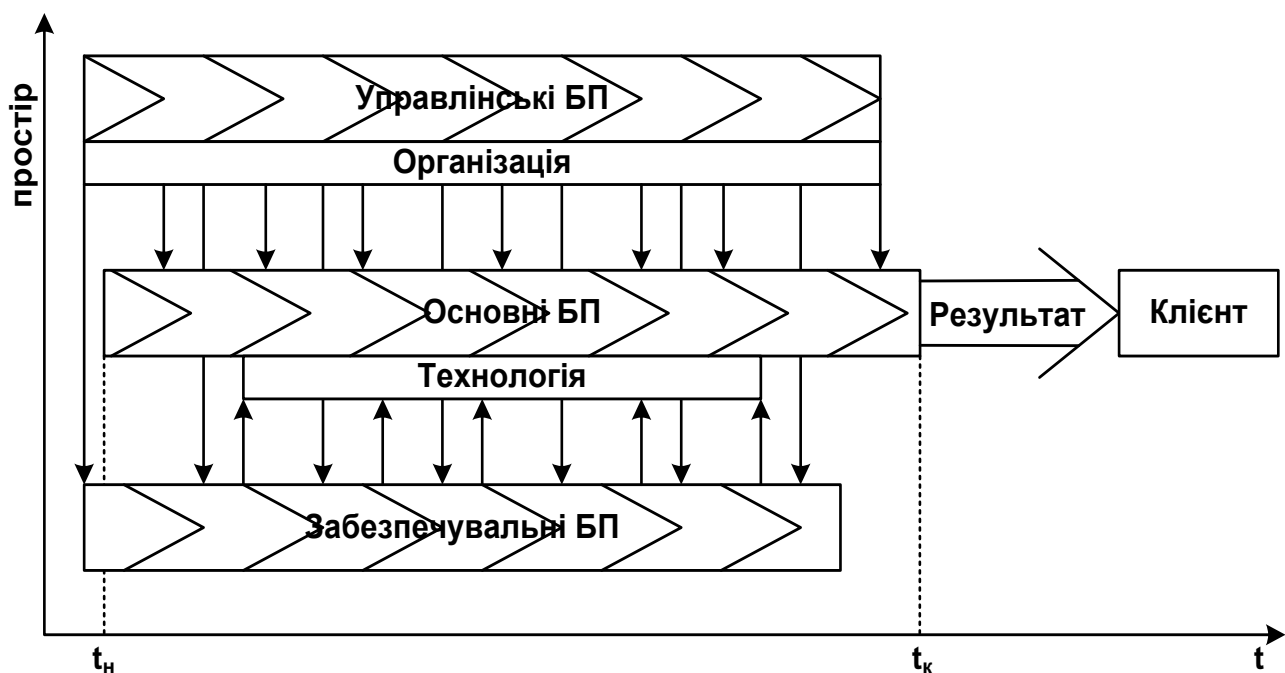 простір
Управлінські БП
Організація
Основні БП
Результат
Клієнт
Технологія
Забезпечувальні БП
tн
tк
t